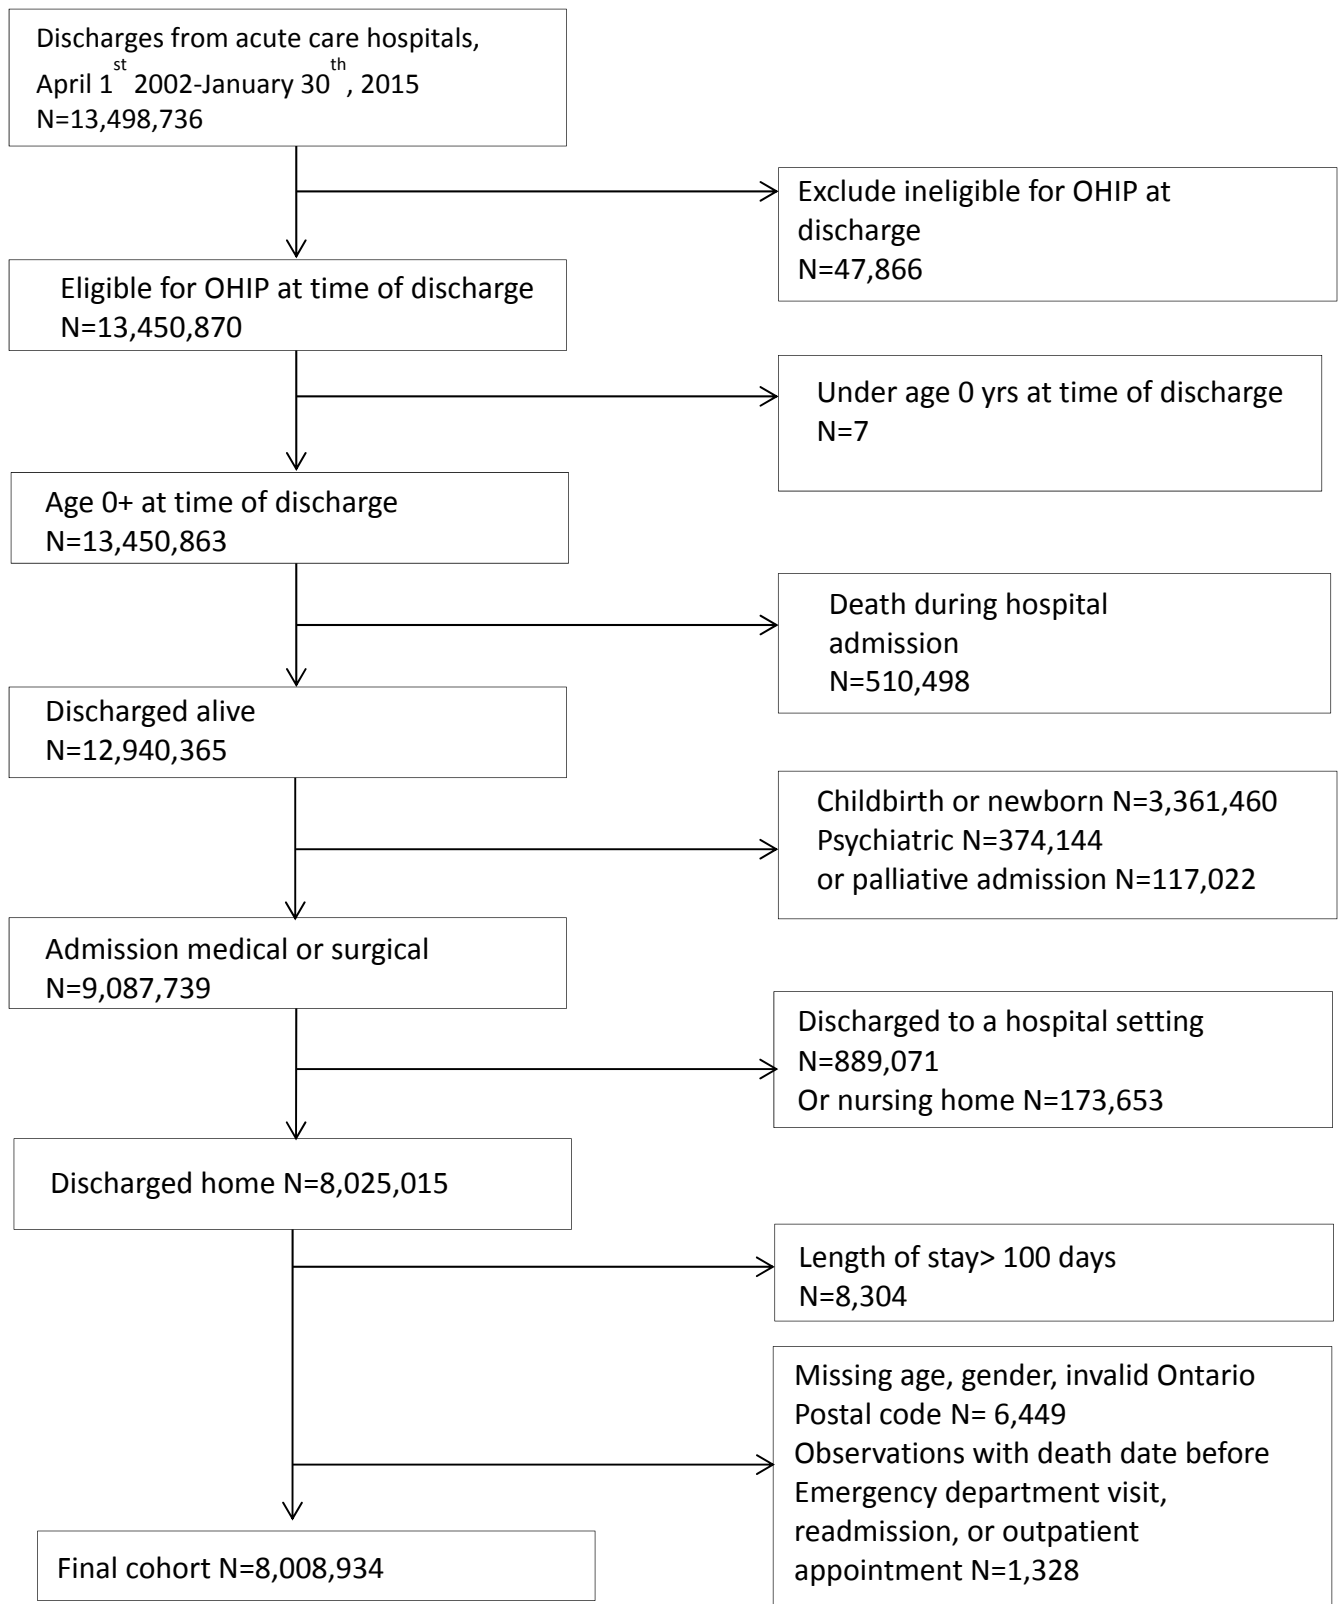 Discharges from acute care hospitals,
April 1st 2002-January 30th, 2015
N=13,498,736
Exclude ineligible for OHIP at
discharge
N=47,866
Eligible for OHIP at time of discharge
N=13,450,870
Under age 0 yrs at time of discharge
N=7
Age 0+ at time of discharge
N=13,450,863
Death during hospital
admission
N=510,498
Discharged alive
N=12,940,365
Childbirth or newborn N=3,361,460
Psychiatric N=374,144
or palliative admission N=117,022
Admission medical or surgical
N=9,087,739
Discharged to a hospital setting
N=889,071
Or nursing home N=173,653
Discharged home N=8,025,015
Length of stay> 100 days
N=8,304
Missing age, gender, invalid Ontario
Postal code N= 6,449
Observations with death date before
Emergency department visit,
readmission, or outpatient
appointment N=1,328
Final cohort N=8,008,934